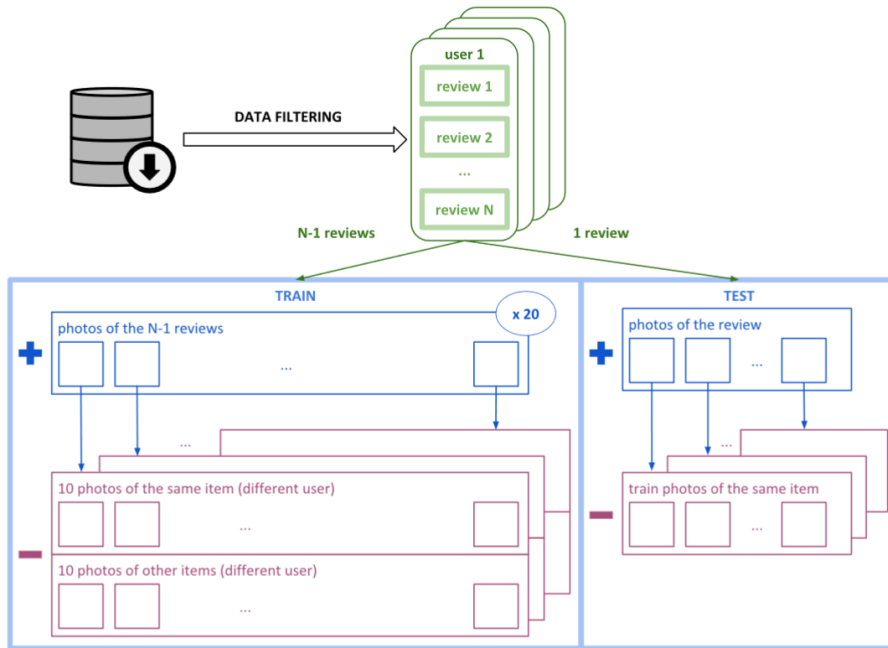 user 1
review 1
DATA FILTERING
review 2
...
review N
N-1 reviews
1 review
TRAIN
x 20
photos of the N-1 reviews
...
...
10 photos of the same item (different user)
...
10 photos of other items (different user)
...
TEST
photos of the review
...
...
train photos of the same item
...